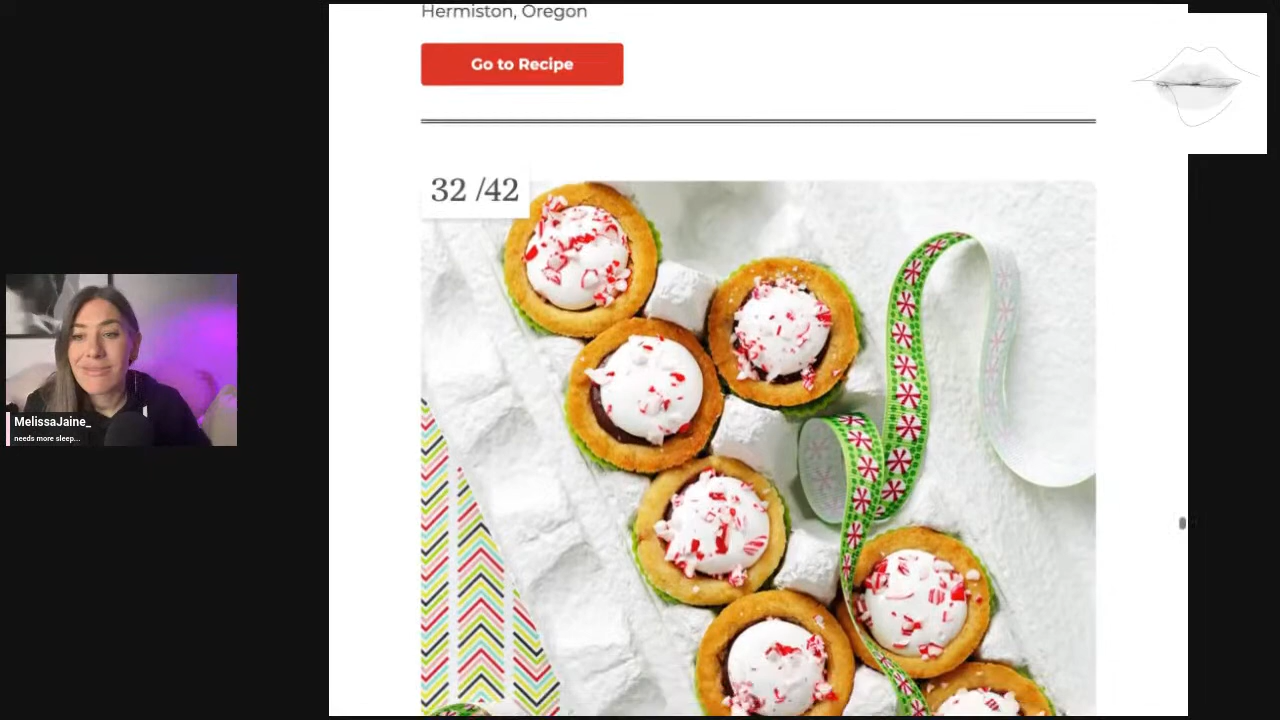 Hermiston, Oregon
Go to Recipe
32 /42
MelissaJaine_
needs more sleep...